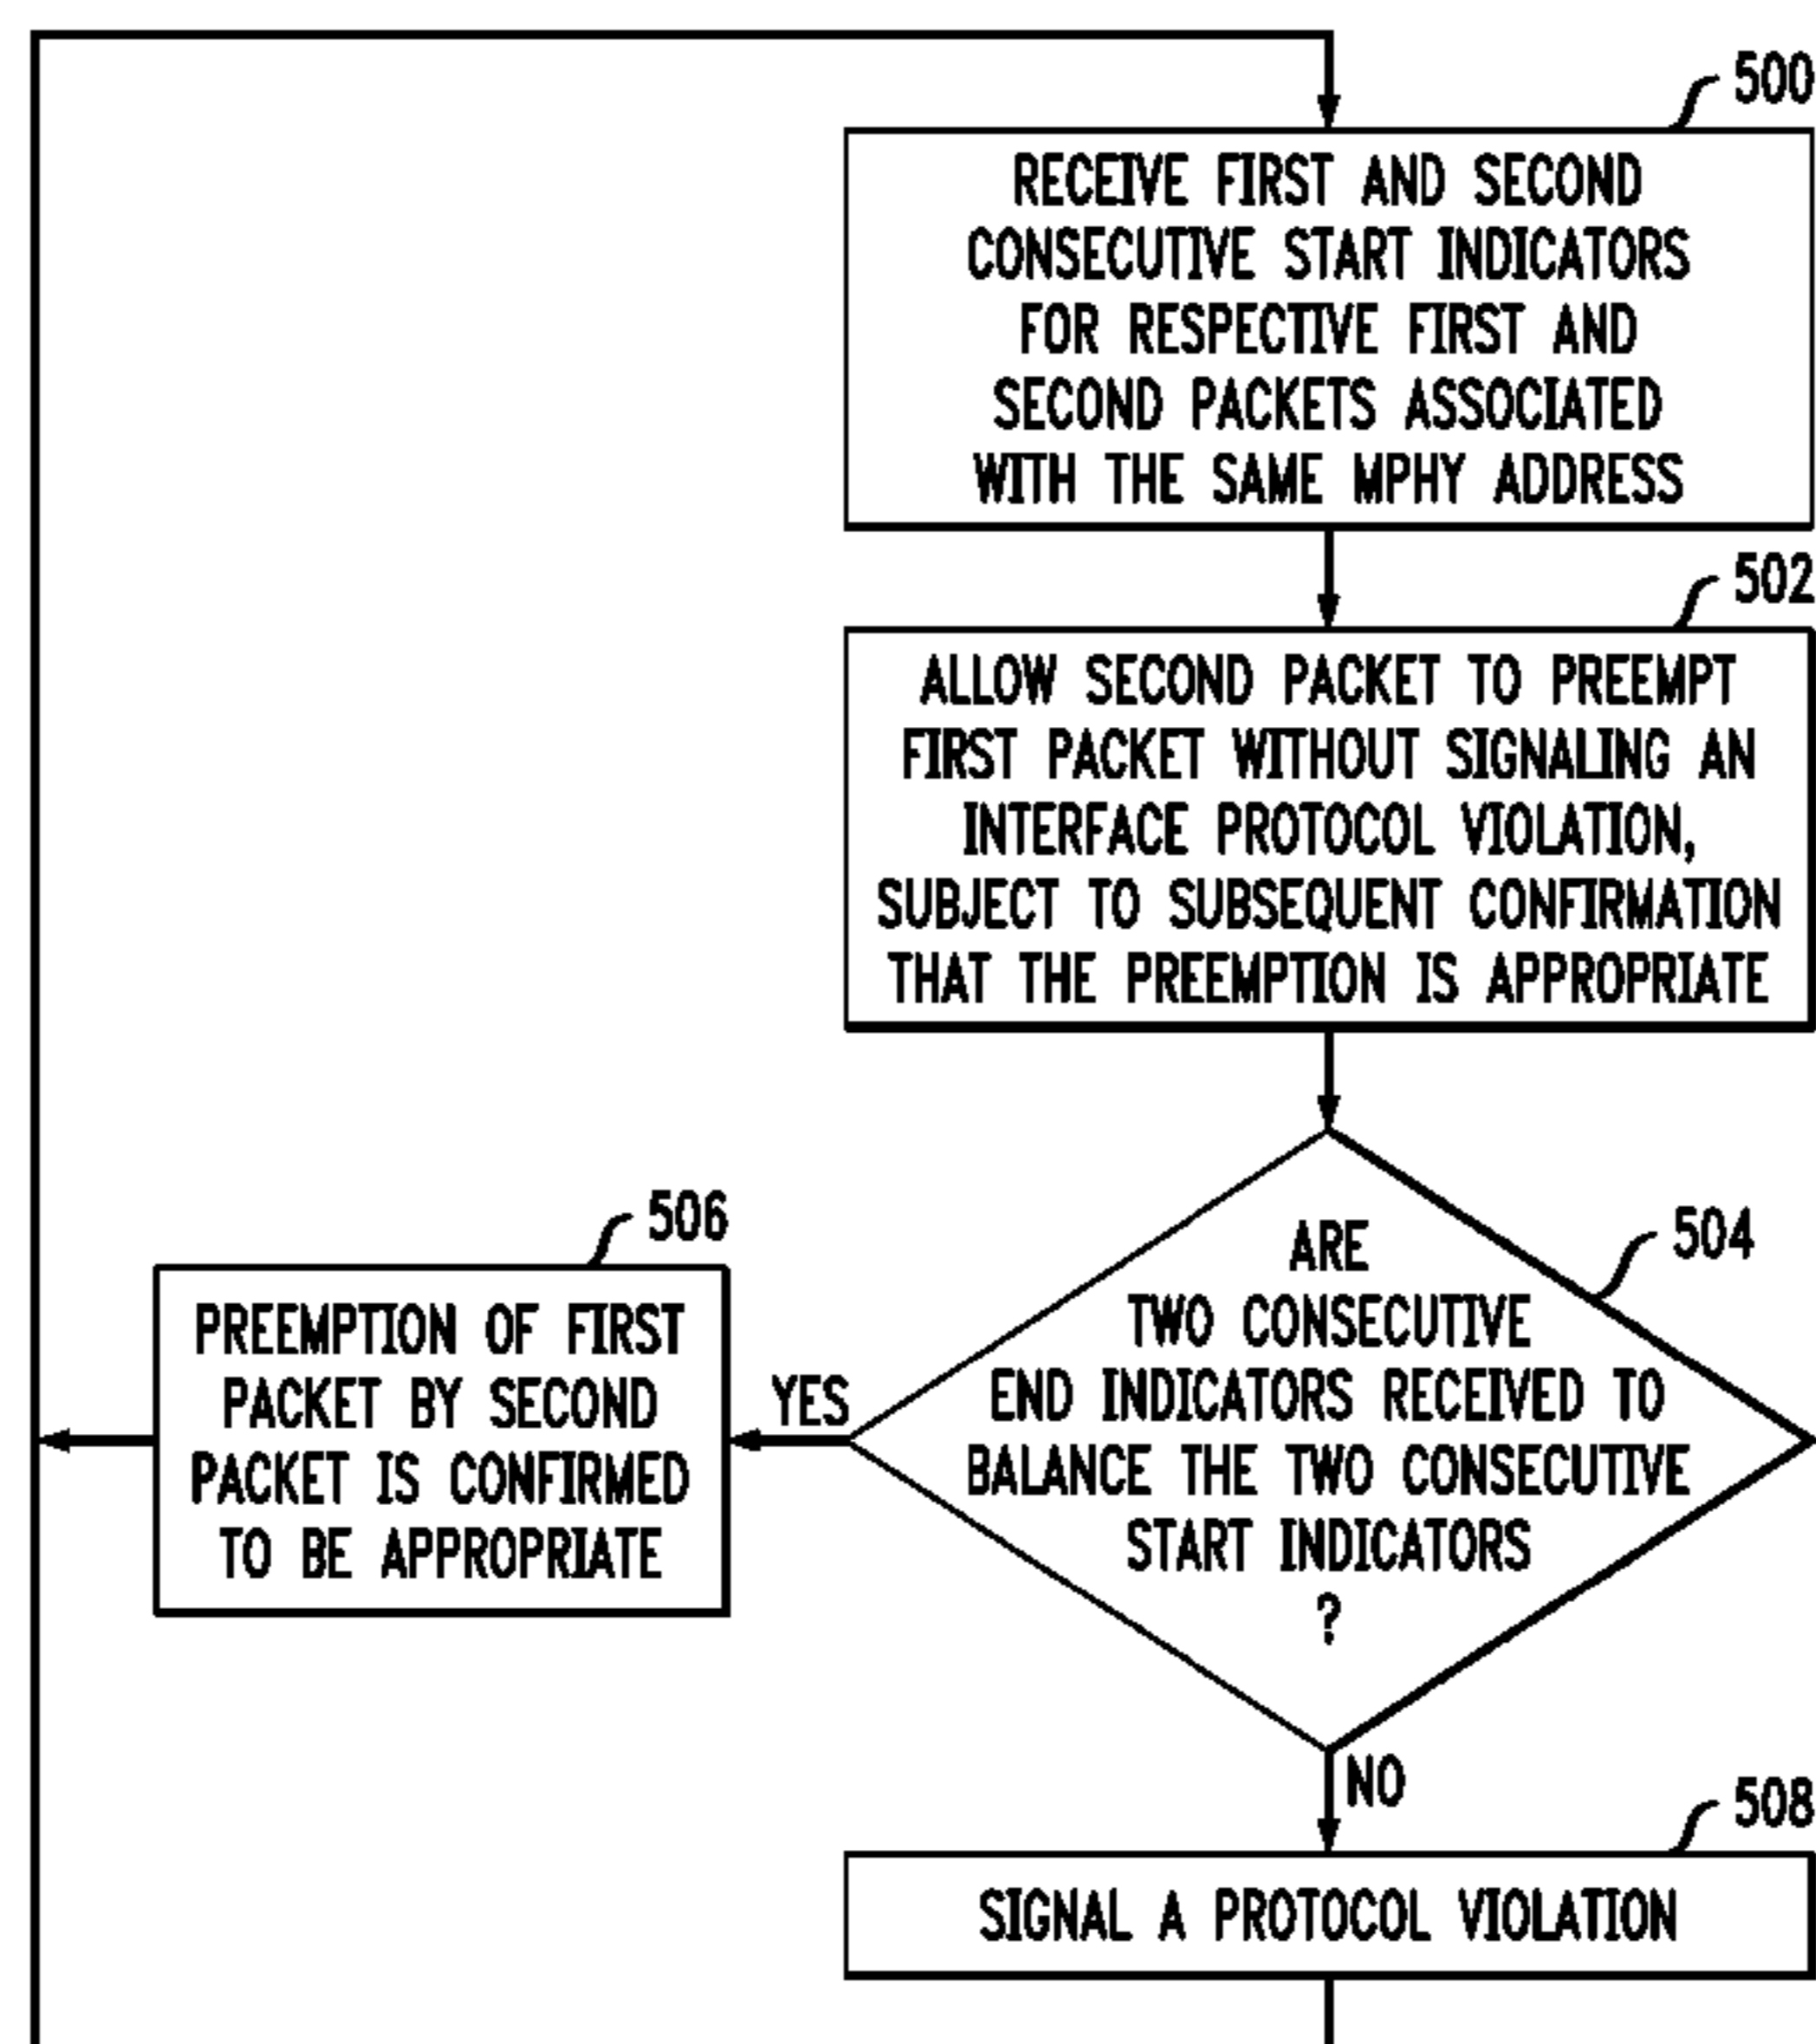 500
RECEIVE FIRST AND SECOND
CONSECUTIVE START INDICATORS
FOR RESPECTIVE FIRST AND
SECOND PACKETS ASSOCIATED
WITH THE SAME MPHY ADDRESS
502
ALLOW SECOND PACKET TO PREEMPT
FIRST PACKET WITHOUT SIGNALING AN
INTERFACE PROTOCOL VIOLATION,
SUBJECT TO SUBSEQUENT CONFIRMATION
THAT THE PREEMPTION IS APPROPRIATE
504
ARE
TWO CONSECUTIVE
END INDICATORS RECEIVED TO
BALANCE THE TWO CONSECUTIVE
START INDICATORS
?
YES
506
PREEMPTION OF FIRST
PACKET BY SECOND
PACKET IS CONFIRMED
TO BE APPROPRIATE
NO
508
SIGNAL A PROTOCOL VIOLATION